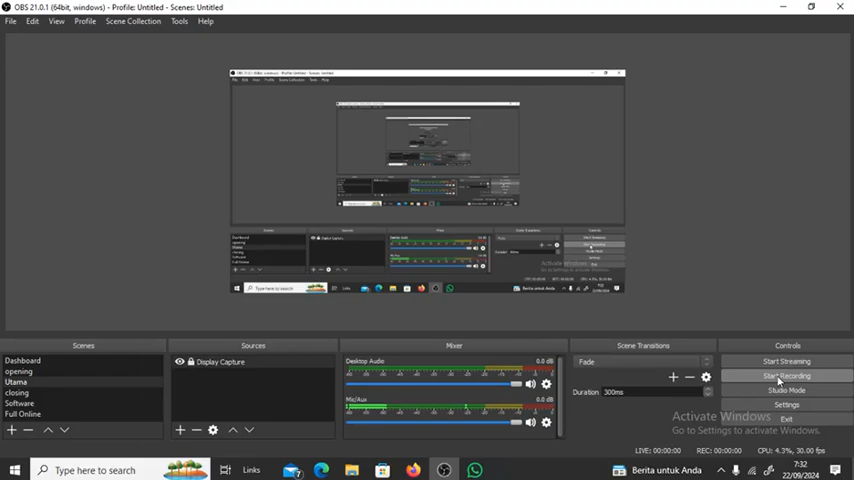 OBS 21.0.1 (64bit, windows) - Profile: Untitled - Scenes: Untitled
File Edit View Profile Scene Collection Tools Help
Scenes
Dashboard
opening
Utama
closing
Software
Full Online
Sources
Display Capture
Mixer
Desktop Audio 0.0 dB
Mic/Aux 0.0 dB
Scene Transitions
Fade
Duration 300ms
Controls
Start Streaming
Start Recording
Studio Mode
Settings
Exit
Activate Windows
Go to Settings to activate Windows.
LIVE: 00:00:00 REC: 00:00:00 CPU: 4.3%, 30.00 fps
Type here to search
Links
7
Berita untuk Anda
7:32
22/09/2024